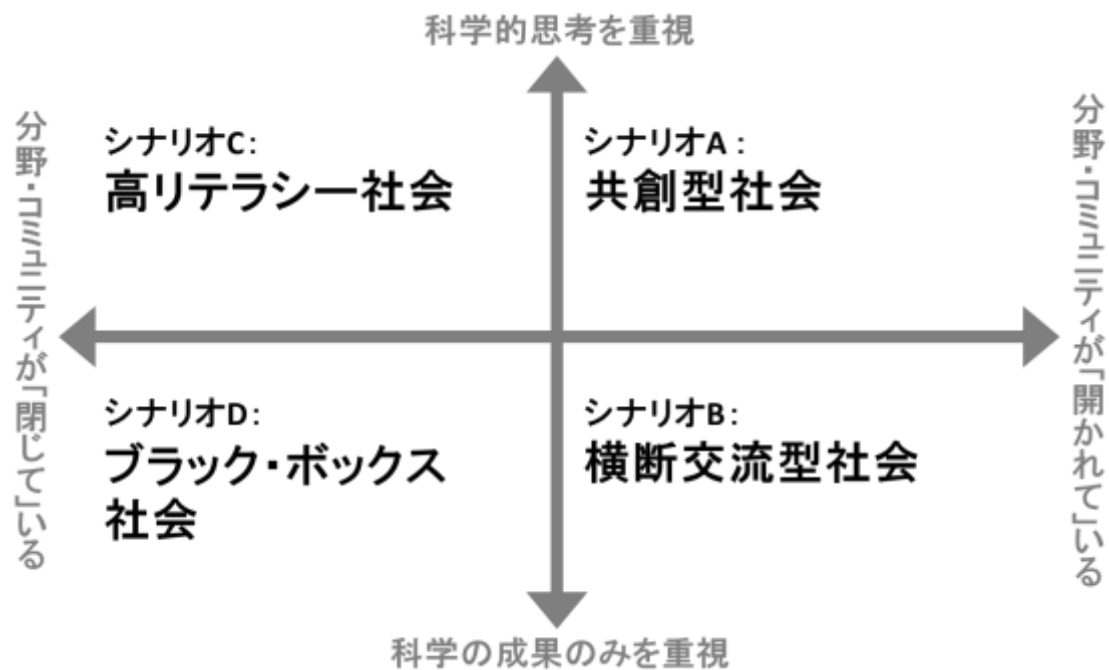 科学的思考を重視
分野・コミュニティが「閉じて」いる
シナリオC:
高リテラシー社会
シナリオA:
共創型社会
分野・コミュニティが「開かれて」いる
シナリオD:
ブラック・ボックス
社会
シナリオB:
横断交流型社会
科学の成果のみを重視